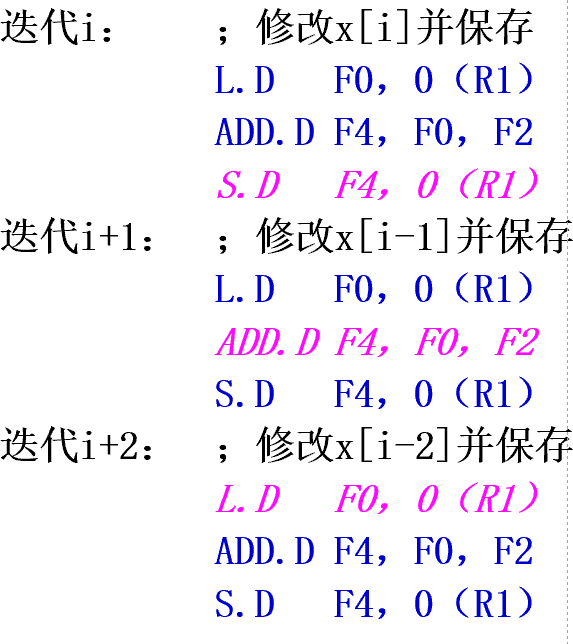 迭代i： ；修改x[i]并保存
L.D F0，0（R1）
ADD.D F4，F0，F2
S.D F4，0（R1）
迭代i+1： ；修改x[i-1]并保存
L.D F0，0（R1）
ADD.D F4，F0，F2
S.D F4，0（R1）
迭代i+2： ；修改x[i-2]并保存
L.D F0，0（R1）
ADD.D F4，F0，F2
S.D F4，0（R1）